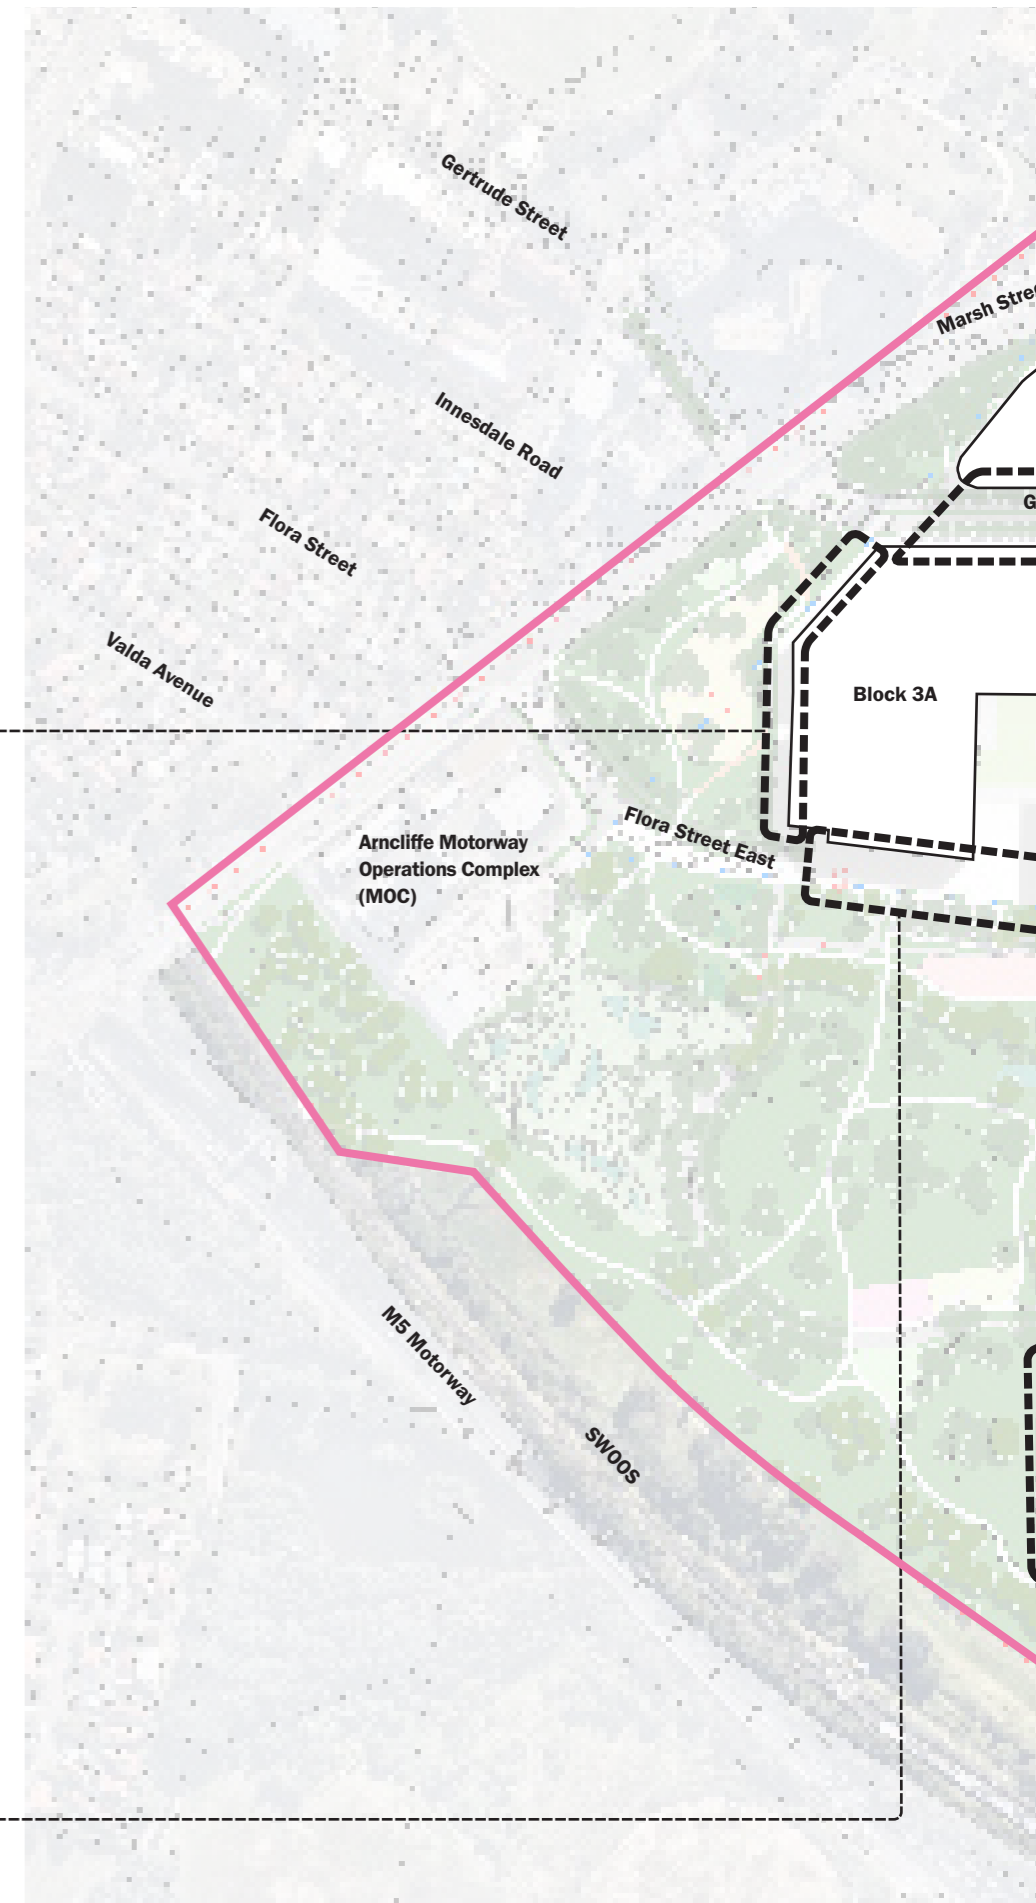 Gertrude Street
Marsh Stree
Innesdale Road
G
Flora Street
Valda Avenue
Block 3A
Flora Street East
Arncliffe Motorway
Operations Complex
(MOC)
M5 Motorway
SWOOS